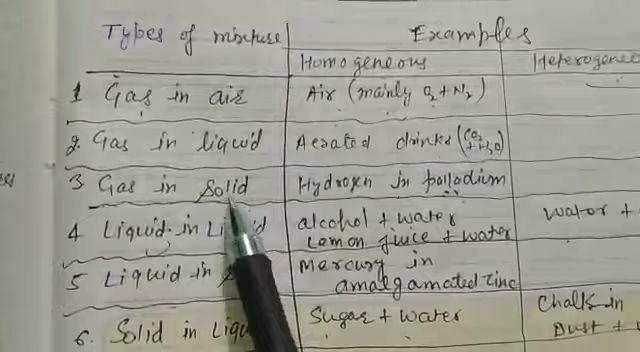 Types of mixture Examples
Homogeneous
1 Gas in air Air (mainly O2 + N2)
2. Gas in liquid Aerated drinks (CO2 + H2O)
3 Gas in Solid Hydrogen in palladium
4 Liquid in Li d alcohol + water water +
Lemon juice + water
5 Liquid in Mercury in
amalgamated zinc
6. Solid in Liqu Sugar + water Chalk in
Dust +